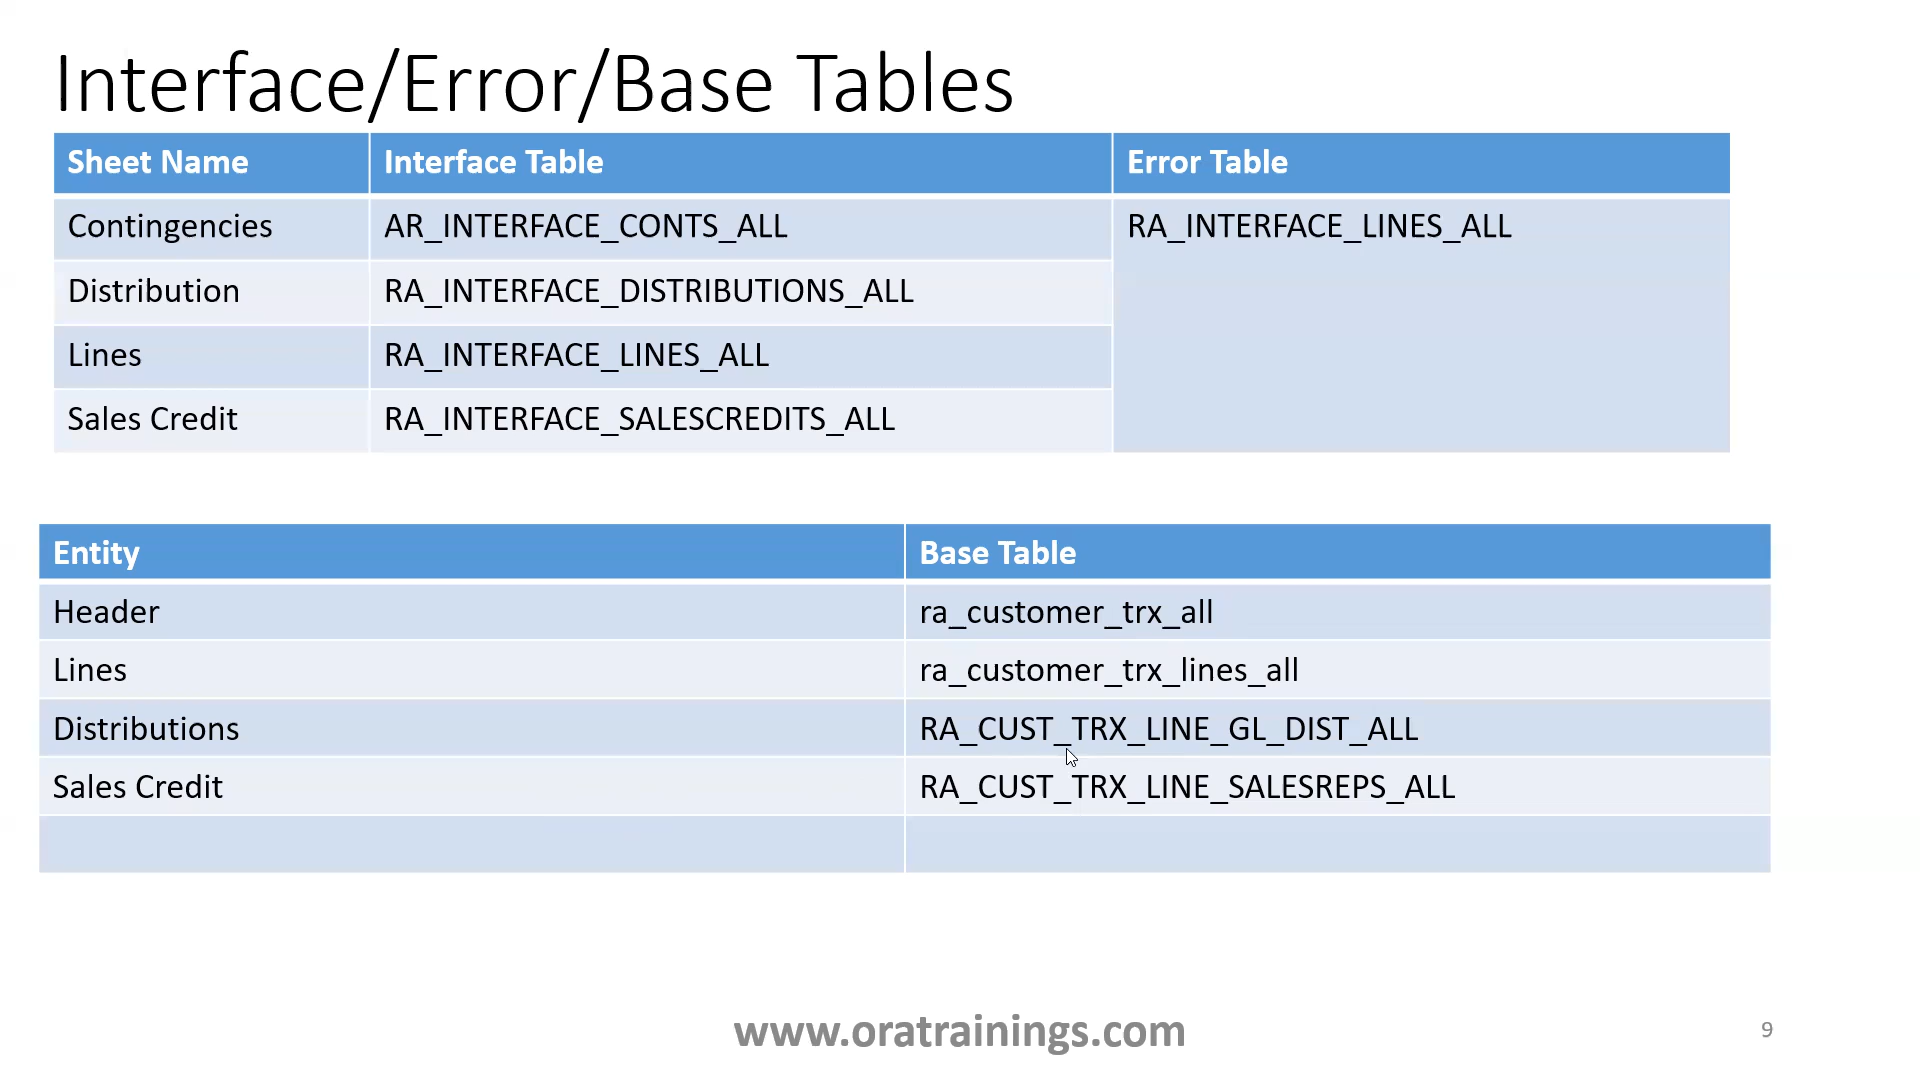 Interface/Error/Base Tables
Sheet Name Interface Table Error Table
Contingencies AR_INTERFACE_CONTS_ALL RA_INTERFACE_LINES_ALL
Distribution RA_INTERFACE_DISTRIBUTIONS_ALL
Lines RA_INTERFACE_LINES_ALL
Sales Credit RA_INTERFACE_SALESCREDITS_ALL
Entity Base Table
Header ra_customer_trx_all
Lines ra_customer_trx_lines_all
Distributions RA_CUST_TRX_LINE_GL_DIST_ALL
Sales Credit RA_CUST_TRX_LINE_SALESREPS_ALL
www.oratrainings.com
9